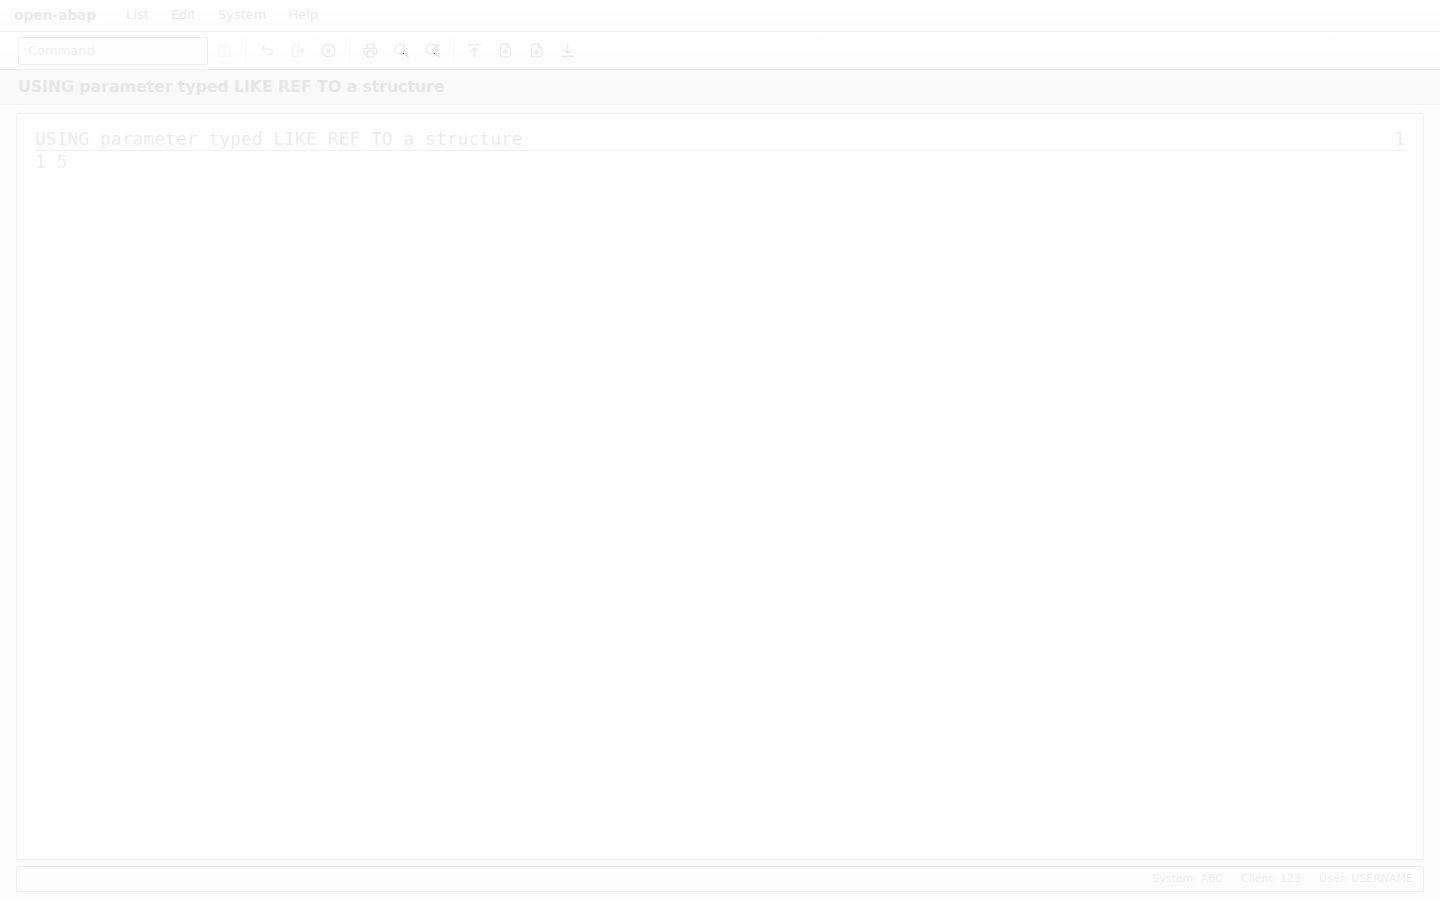 open-abap List Edit System Help
Command
USING parameter typed LIKE REF TO a structure
USING parameter typed LIKE REF TO a structure 1
1 5
System: ABC Client: 123 User: USERNAME